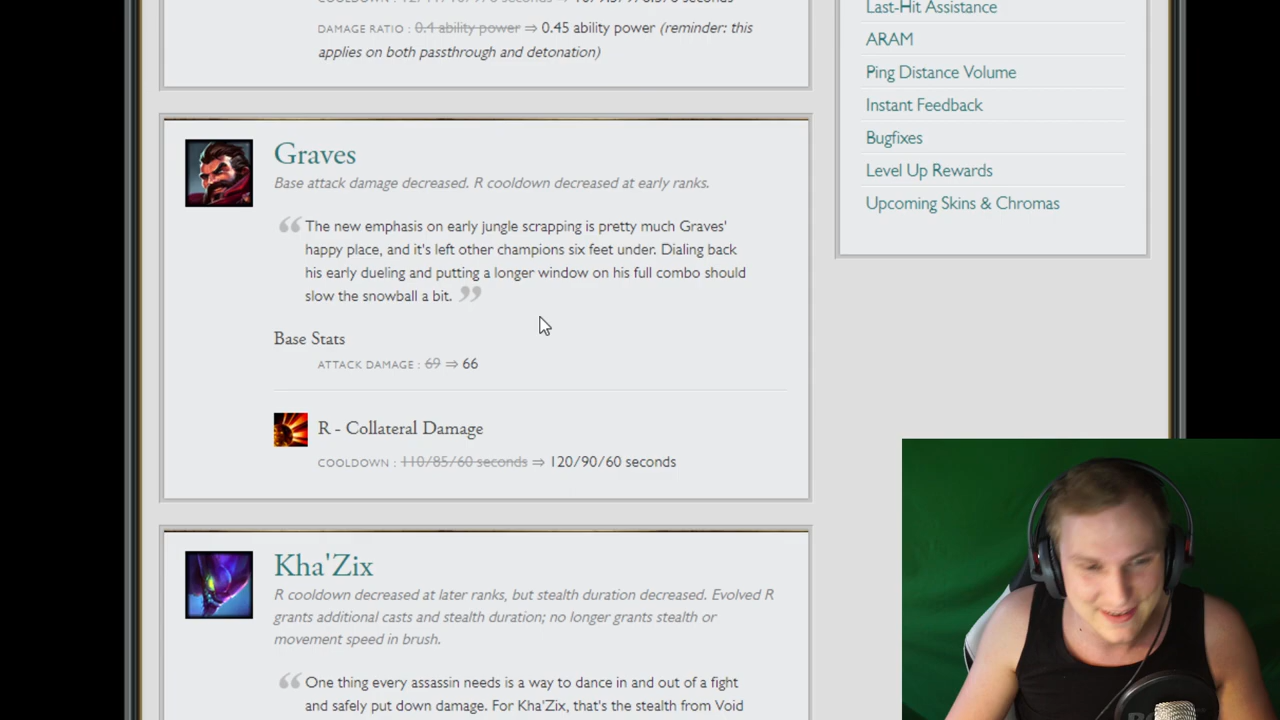 DAMAGE RATIO : 0.4 ability power ⇒ 0.45 ability power (reminder: this
applies on both passthrough and detonation)
Graves
Base attack damage decreased. R cooldown decreased at early ranks.
“ The new emphasis on early jungle scrapping is pretty much Graves'
happy place, and it's left other champions six feet under. Dialing back
his early dueling and putting a longer window on his full combo should
slow the snowball a bit. ”
Base Stats
ATTACK DAMAGE : 69 ⇒ 66
R - Collateral Damage
COOLDOWN : 110/85/60 seconds ⇒ 120/90/60 seconds
Kha'Zix
R cooldown decreased at later ranks, but stealth duration decreased. Evolved R
grants additional casts and stealth duration; no longer grants stealth or
movement speed in brush.
“ One thing every assassin needs is a way to dance in and out of a fight
and safely put down damage. For Kha'Zix, that's the stealth from Void
Last-Hit Assistance
ARAM
Ping Distance Volume
Instant Feedback
Bugfixes
Level Up Rewards
Upcoming Skins & Chromas